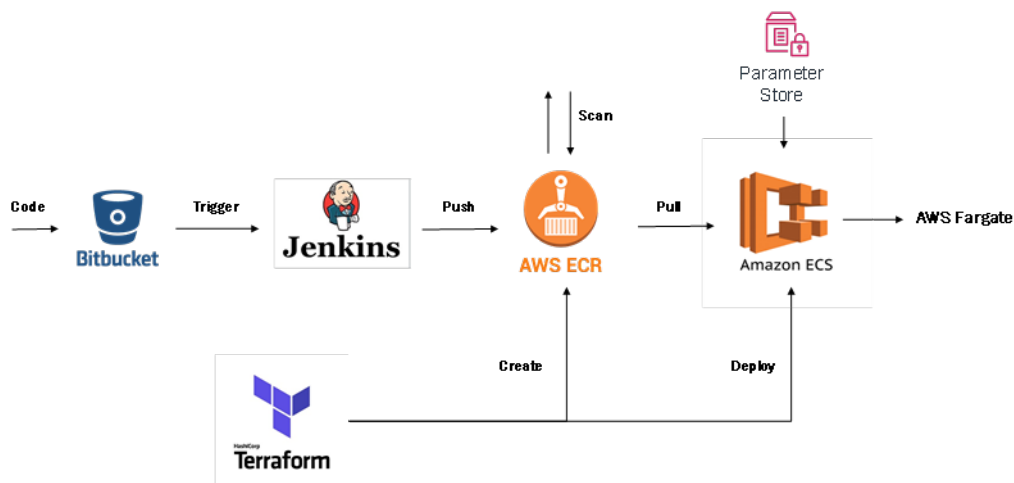 Parameter
Store
Scan
Code
Trigger
Push
Pull
AWS Fargate
Bitbucket
Jenkins
AWS ECR
Amazon ECS
Create
Deploy
HashiCorp
Terraform